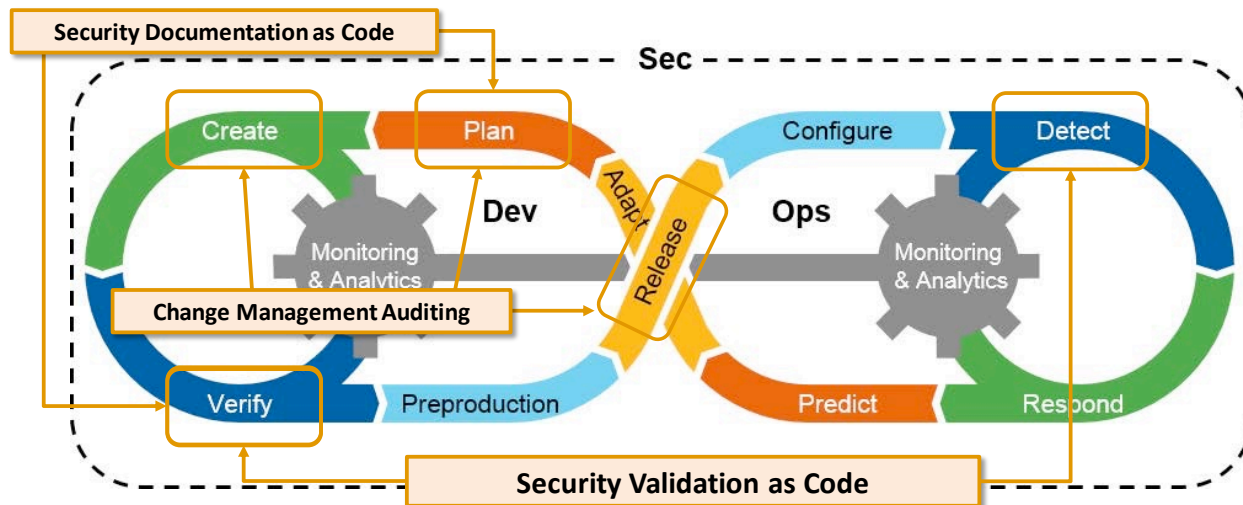 Security Documentation as Code
Sec
Create
Plan
Configure
Detect
Adapt
Dev
Release
Ops
Monitoring
& Analytics
Monitoring
& Analytics
Change Management Auditing
Verify
Preproduction
Predict
Respond
Security Validation as Code